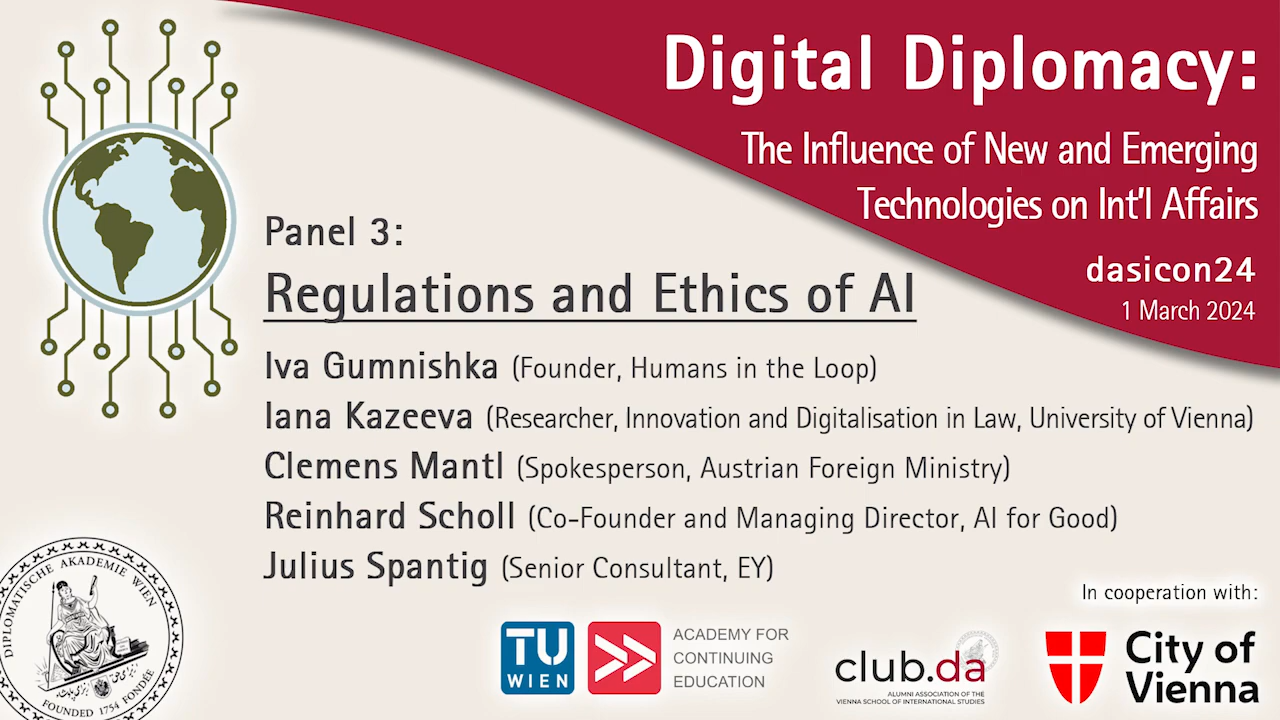 Digital Diplomacy:
The Influence of New and Emerging
Technologies on Int'l Affairs
dasicon24
1 March 2024
Panel 3:
Regulations and Ethics of AI
Iva Gumnishka (Founder, Humans in the Loop)
Iana Kazeeva (Researcher, Innovation and Digitalisation in Law, University of Vienna)
Clemens Mantl (Spokesperson, Austrian Foreign Ministry)
Reinhard Scholl (Co-Founder and Managing Director, AI for Good)
Julius Spantig (Senior Consultant, EY)
DIPLOMATISCHE AKADEMIE WIEN
FOUNDED 1754 FONDÉE
TU
WIEN
ACADEMY FOR
CONTINUING
EDUCATION
club.da
ALUMNI ASSOCIATION OF THE
VIENNA SCHOOL OF INTERNATIONAL STUDIES
In cooperation with:
City of
Vienna